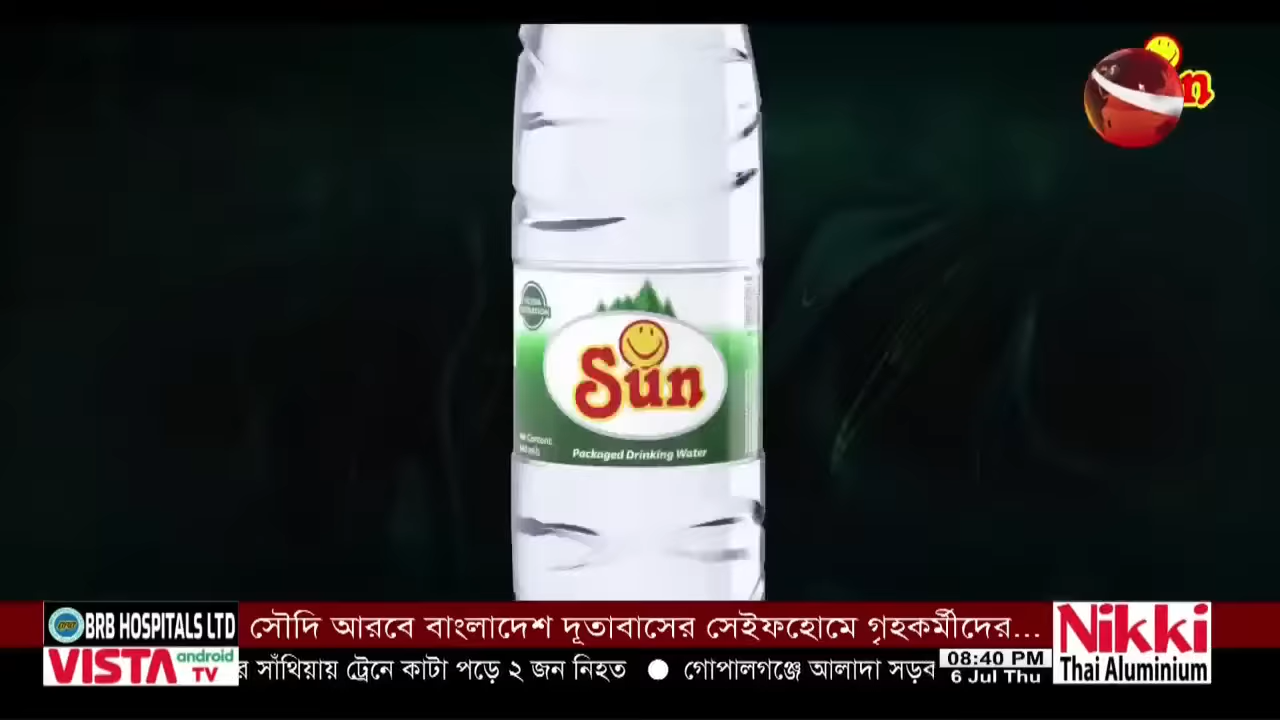 n
Sun
Packaged Drinking Water
BRB HOSPITALS LTD
সৌদি আরবে বাংলাদেশ দূতাবাসের সেইফহোমে গৃহকর্মীদের...
Nikki
Thai Aluminium
VISTA android TV
র সাঁথিয়ায় ট্রেনে কাটা পড়ে ২ জন নিহত ● গোপালগঞ্জে আলাদা সড়ব
08:40 PM
6 Jul Thu